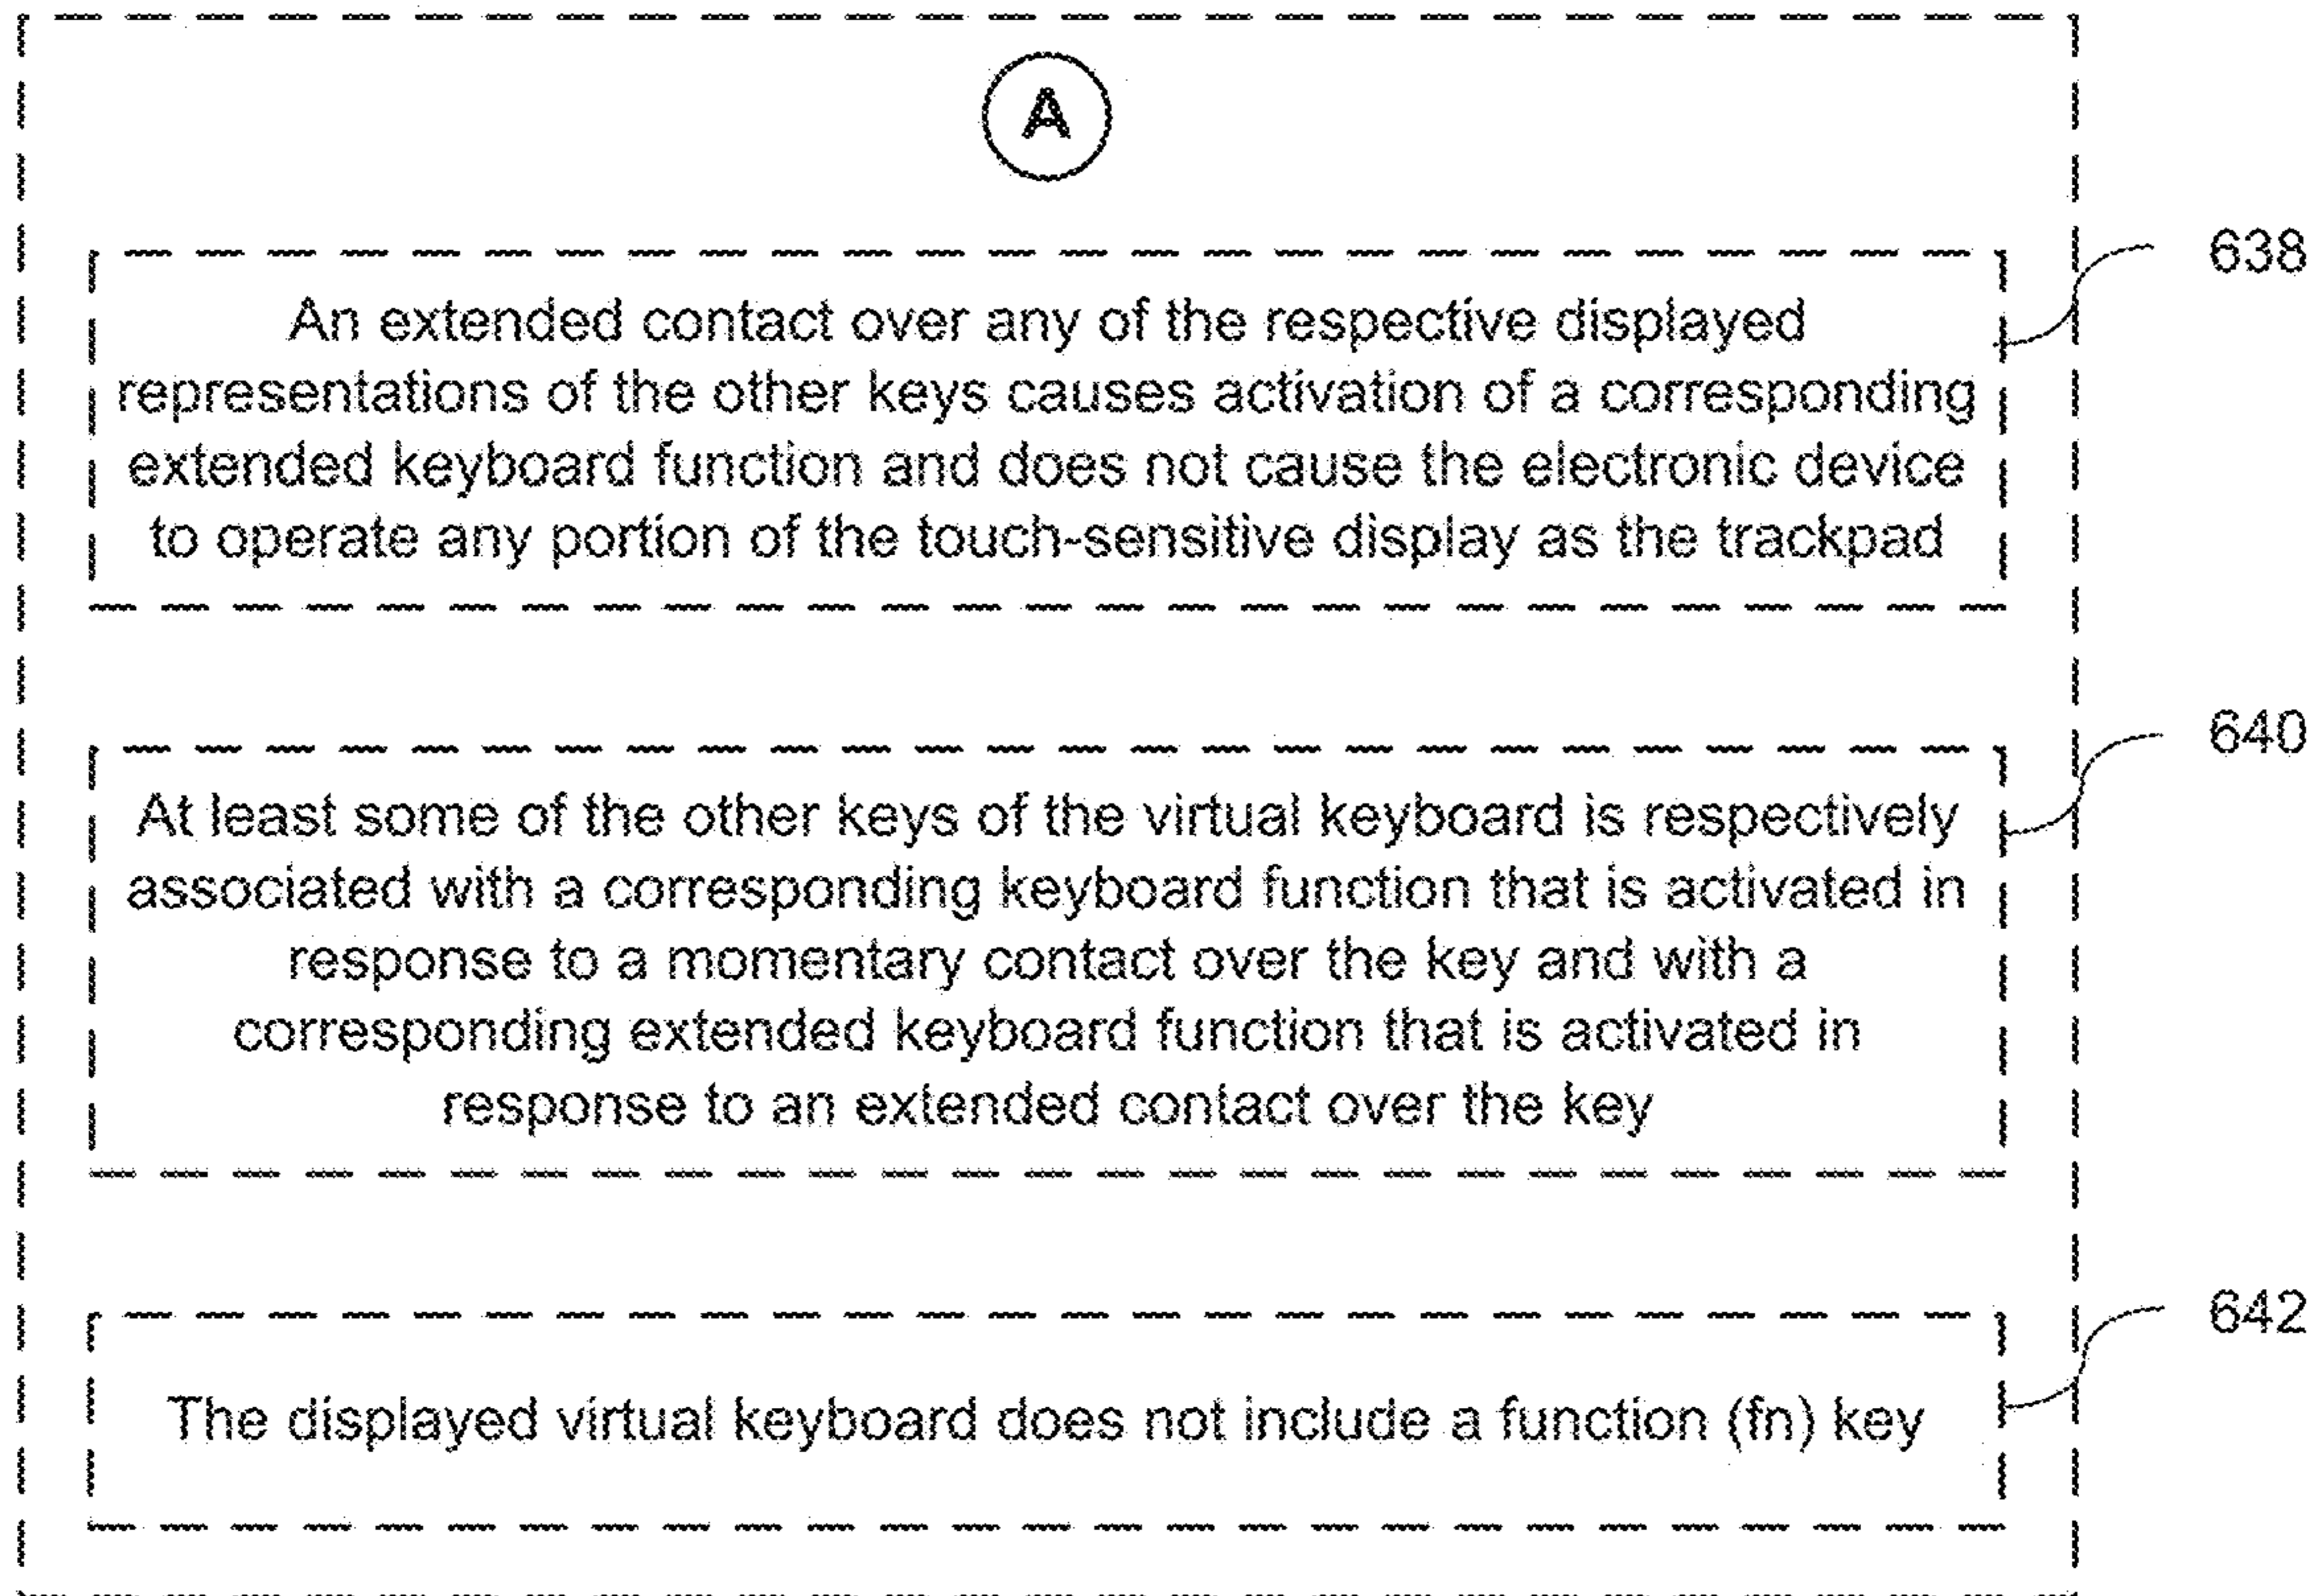 A
638
An extended contact over any of the respective displayed
representations of the other keys causes activation of a corresponding
extended keyboard function and does not cause the electronic device
to operate any portion of the touch-sensitive display as the trackpad
640
At least some of the other keys of the virtual keyboard is respectively
associated with a corresponding keyboard function that is activated in
response to a momentary contact over the key and with a
corresponding extended keyboard function that is activated in
response to an extended contact over the key
642
The displayed virtual keyboard does not include a function (fn) key